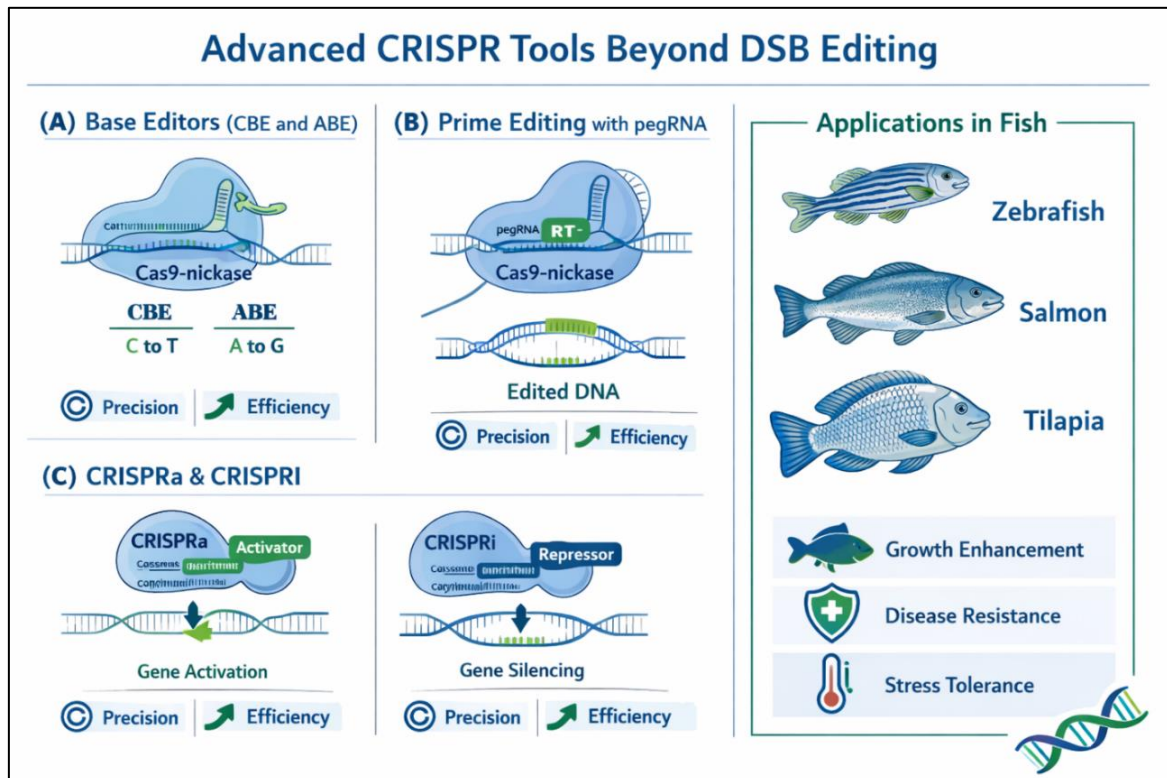 Advanced CRISPR Tools Beyond DSB Editing
(A) Base Editors (CBE and ABE)
Cas9-nickase
CBE ABE
C to T A to G
Precision Efficiency
(B) Prime Editing with pegRNA
pegRNA RT-
Cas9-nickase
Edited DNA
Precision Efficiency
(C) CRISPRa & CRISPRI
CRISPRa
Activator
Gene Activation
Precision Efficiency
CRISPRi
Repressor
Gene Silencing
Precision Efficiency
Applications in Fish
Zebrafish
Salmon
Tilapia
Growth Enhancement
Disease Resistance
Stress Tolerance